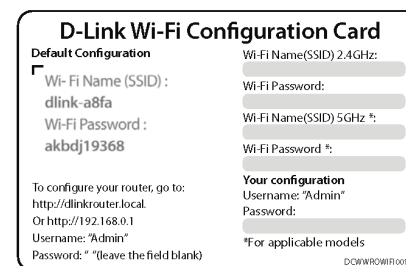 D-Link Wi-Fi Configuration Card
Default Configuration
Wi- Fi Name (SSID) :
dlink-a8fa
Wi-Fi Password :
akbdj19368
To configure your router, go to:
http://dlinkrouter.local.
Or http://192.168.0.1
Username: “Admin”
Password: “ ”(leave the field blank)
Wi-Fi Name(SSID) 2.4GHz:
Wi-Fi Password:
Wi-Fi Name(SSID) 5GHz *:
Wi-Fi Password *:
Your configuration
Username: “Admin”
Password:
*For applicable models
DCWWROWIFI001